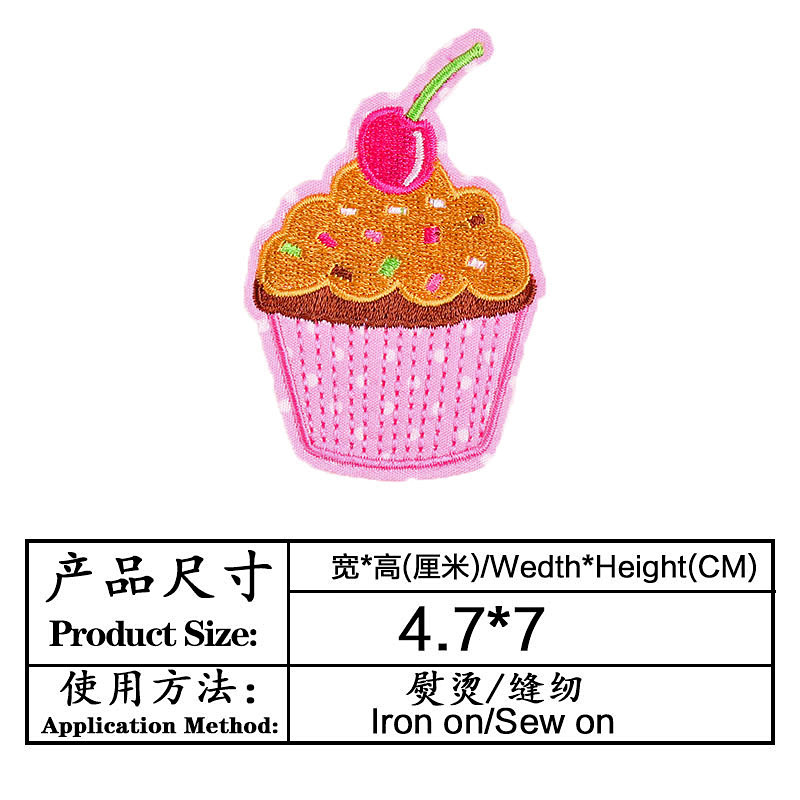 产品尺寸
Product Size:
宽*高(厘米)/Wedth*Height(CM)
4.7*7
使用方法:
Application Method:
熨烫/缝纫
Iron on/Sew on